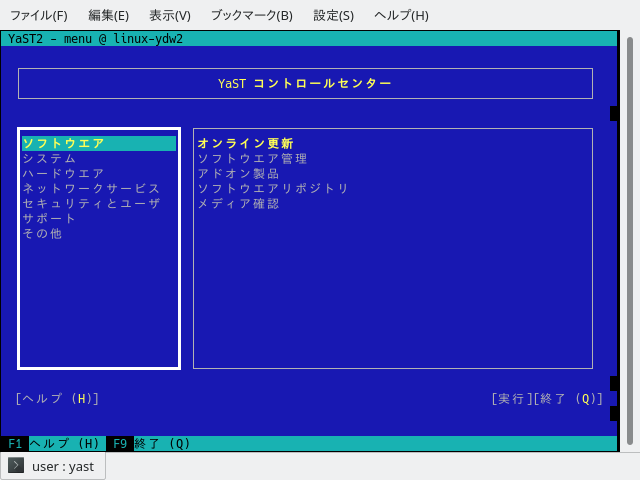 ファイル(F) 編集(E) 表示(V) ブックマーク(B) 設定(S) ヘルプ(H)
YaST2 - menu @ linux-ydw2
YaST コントロールセンター
ソフトウエア
システム
ハードウエア
ネットワークサービス
セキュリティとユーザ
サポート
その他
オンライン更新
ソフトウエア管理
アドオン製品
ソフトウエアリポジトリ
メディア確認
[ヘルプ (H)] [実行][終了 (Q)]
F1 ヘルプ (H) F9 終了 (Q)
user : yast